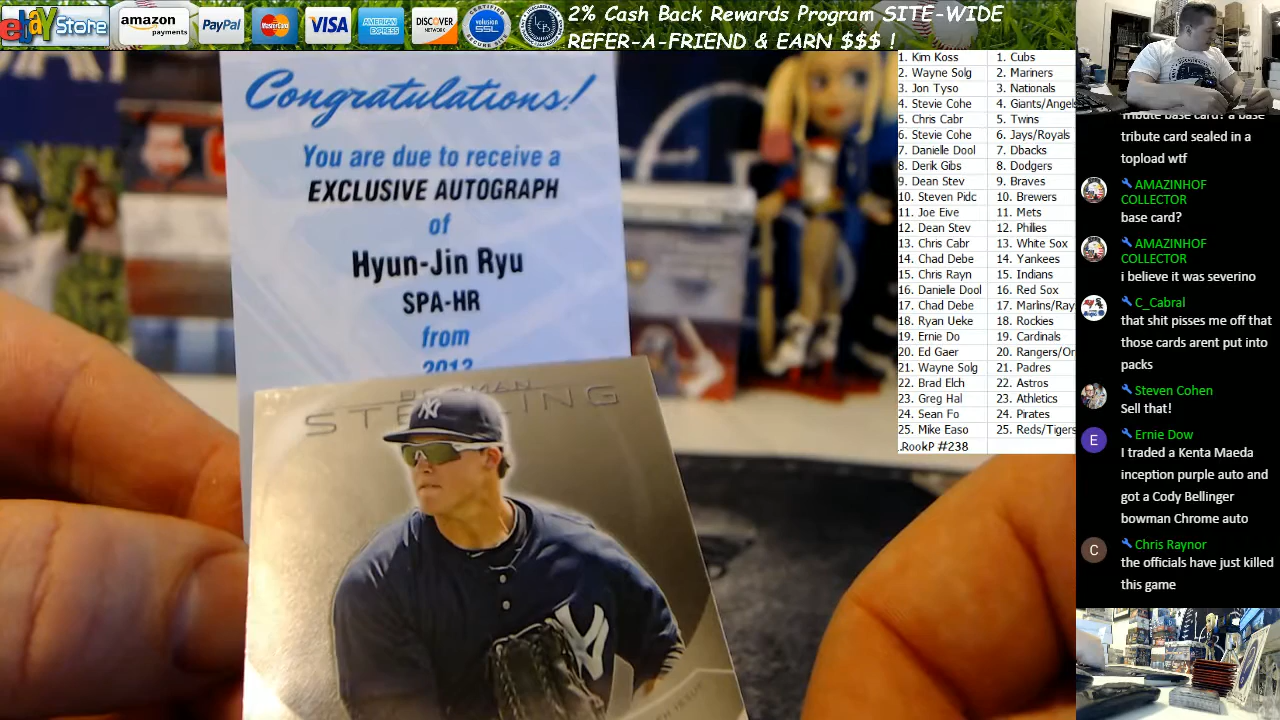 ebay Store
amazon
payments
PayPal
MasterCard
VISA
AMERICAN
EXPRESS
DISCOVER
NETWORK
SSL
2% Cash Back Rewards Program SITE-WIDE
REFER-A-FRIEND & EARN $$$ !
Congratulations!
You are due to receive a
EXCLUSIVE AUTOGRAPH
of
Hyun-Jin Ryu
SPA-HR
from
2013
BOWMAN
STERLING
NY
1. Kim Koss 1. Cubs
2. Wayne Solg 2. Mariners
3. Jon Tyso 3. Nationals
4. Stevie Cohe 4. Giants/Angels
5. Chris Cabr 5. Twins
6. Stevie Cohe 6. Jays/Royals
7. Danielle Dool 7. Dbacks
8. Derik Gibs 8. Dodgers
9. Dean Stev 9. Braves
10. Steven Pidc 10. Brewers
11. Joe Eive 11. Mets
12. Dean Stev 12. Philies
13. Chris Cabr 13. White Sox
14. Chad Debe 14. Yankees
15. Chris Rayn 15. Indians
16. Danielle Dool 16. Red Sox
17. Chad Debe 17. Marlins/Ray
18. Ryan Ueke 18. Rockies
19. Ernie Do 19. Cardinals
20. Ed Gaer 20. Rangers/Or
21. Wayne Solg 21. Padres
22. Brad Elch 22. Astros
23. Greg Hal 23. Athletics
24. Sean Fo 24. Pirates
25. Mike Easo 25. Reds/Tigers
.RookP #238
Tribute base card? a base
tribute card sealed in a
topload wtf
AMAZINHOF
COLLECTOR
base card?
AMAZINHOF
COLLECTOR
i believe it was severino
C_Cabral
that shit pisses me off that
those cards arent put into
packs
Steven Cohen
Sell that!
E Ernie Dow
I traded a Kenta Maeda
inception purple auto and
got a Cody Bellinger
bowman Chrome auto
C Chris Raynor
the officials have just killed
this game